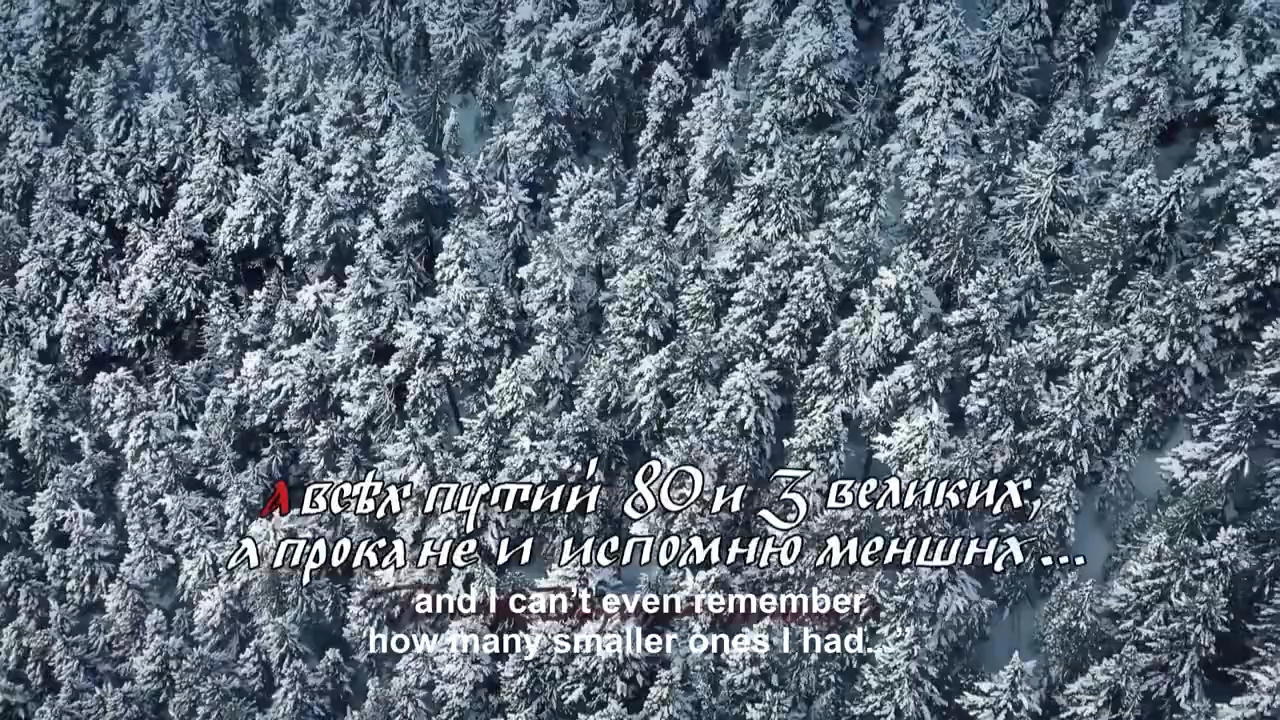 А всѣх путий 80 и 3 великих,
а прока не и испомню меншнх...
and I can't even remember
how many smaller ones I had..."